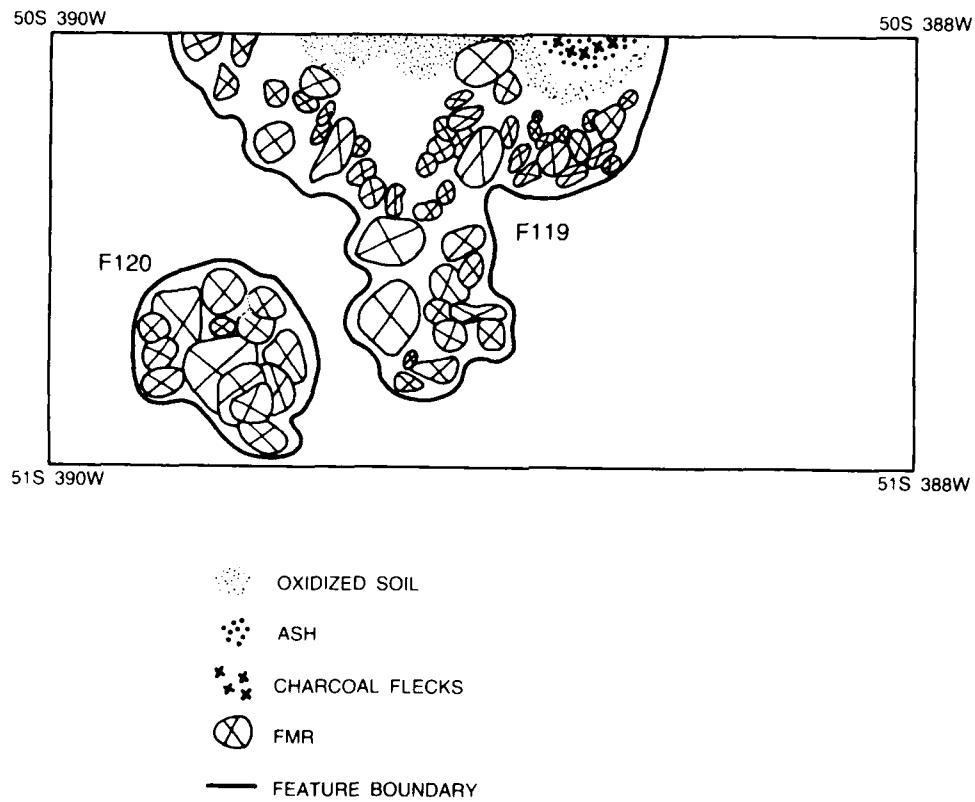 50S 390W
50S 388W
F119
F120
51S 390W
51S 388W
OXIDIZED SOIL
ASH
CHARCOAL FLECKS
FMR
FEATURE BOUNDARY